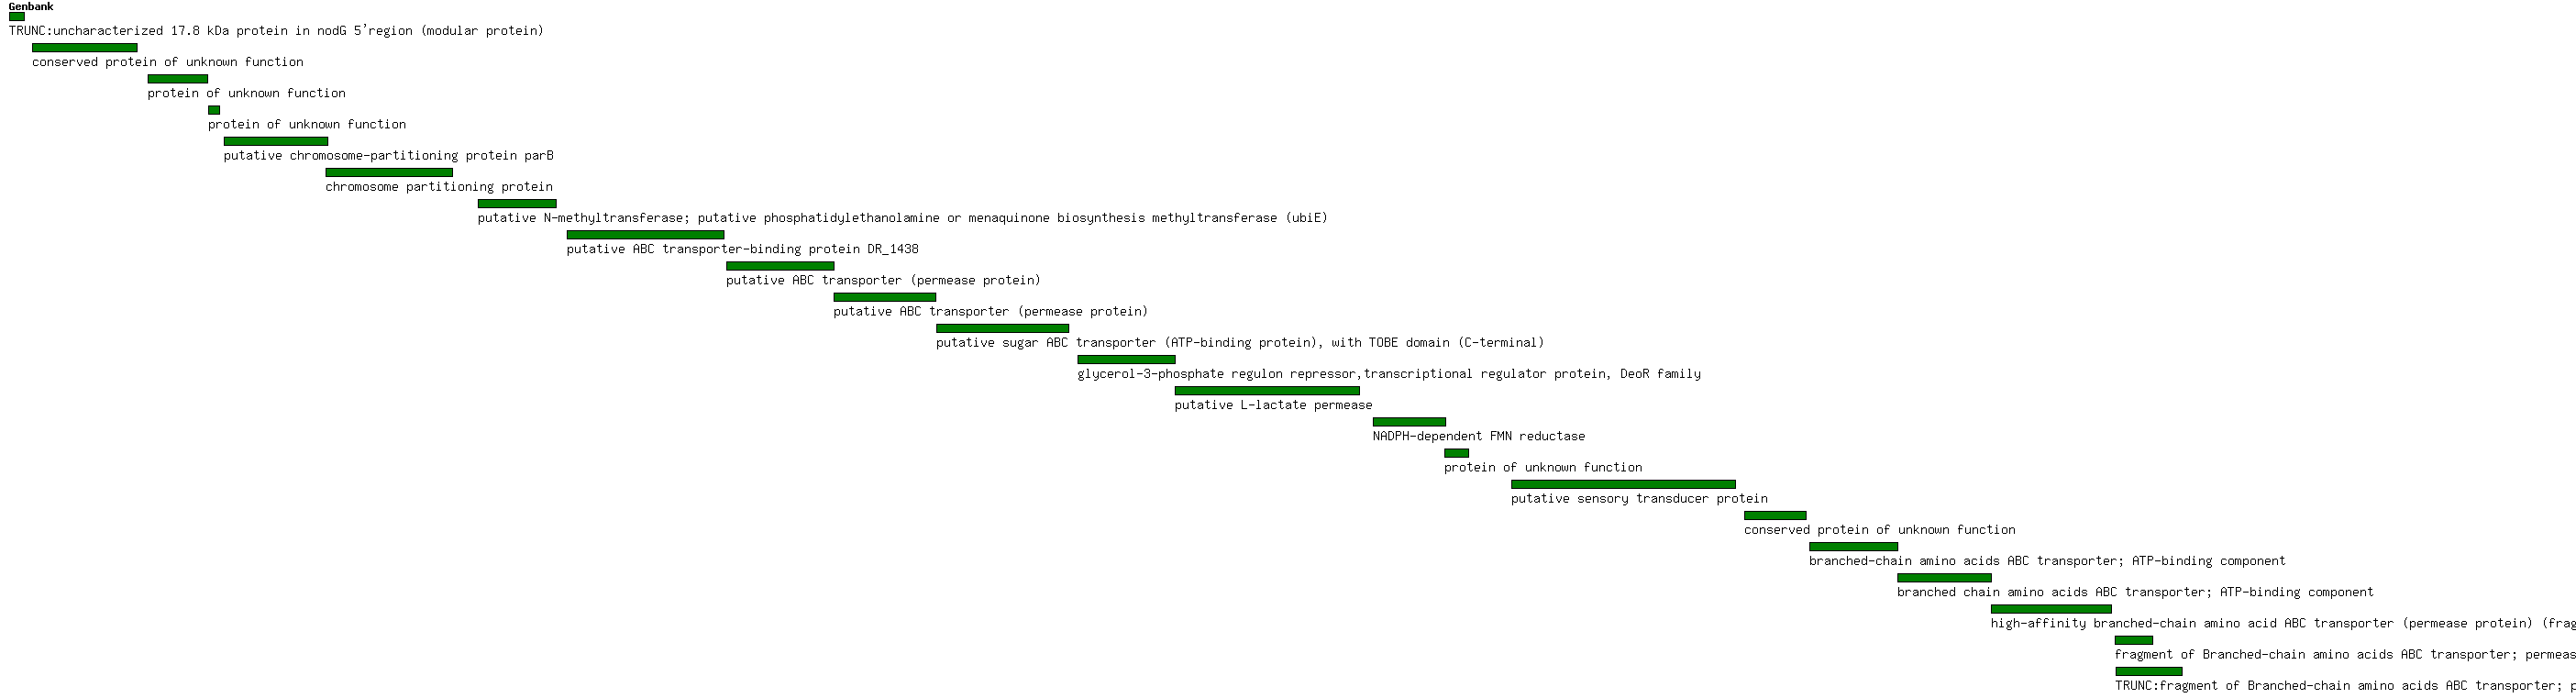 Genbank
TRUNC:uncharacterized 17.8 kDa protein in nodG 5'region (modular protein)
conserved protein of unknown function
protein of unknown function
protein of unknown function
putative chromosome-partitioning protein parB
chromosome partitioning protein
putative N-methyltransferase; putative phosphatidylethanolamine or menaquinone biosynthesis methyltransferase (ubiE)
putative ABC transporter-binding protein DR_1438
putative ABC transporter (permease protein)
putative ABC transporter (permease protein)
putative sugar ABC transporter (ATP-binding protein), with TOBE domain (C-terminal)
glycerol-3-phosphate regulon repressor,transcriptional regulator protein, DeoR family
putative L-lactate permease
NADPH-dependent FMN reductase
protein of unknown function
putative sensory transducer protein
conserved protein of unknown function
branched-chain amino acids ABC transporter; ATP-binding component
branched chain amino acids ABC transporter; ATP-binding component
high-affinity branched-chain amino acid ABC transporter (permease protein) (frag
fragment of Branched-chain amino acids ABC transporter; permeas
TRUNC:fragment of Branched-chain amino acids ABC transporter; p